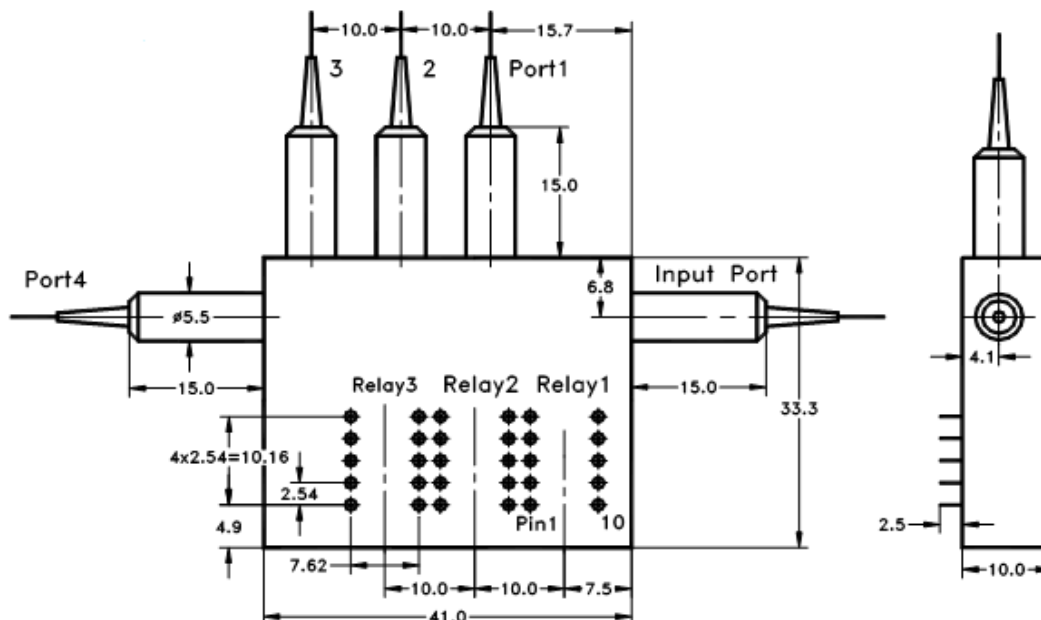 10.0 10.0 15.7
3 2 Port1
15.0
Port4 6.8 Input Port
ø5.5
15.0 Relay3 Relay2 Relay1 15.0 4.1
33.3
4x2.54=10.16
2.54
4.9 Pin1 10 2.5
7.62
10.0 10.0 7.5 10.0
41.0